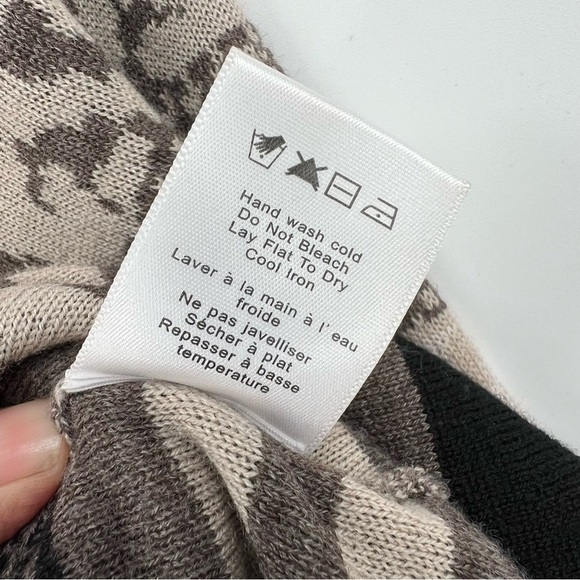 Hand wash cold
Do Not Bleach
Lay Flat To Dry
Cool Iron
Laver à la main à l'eau
froide
Ne pas javelliser
Sécher à plat
Repasser à basse
temperature